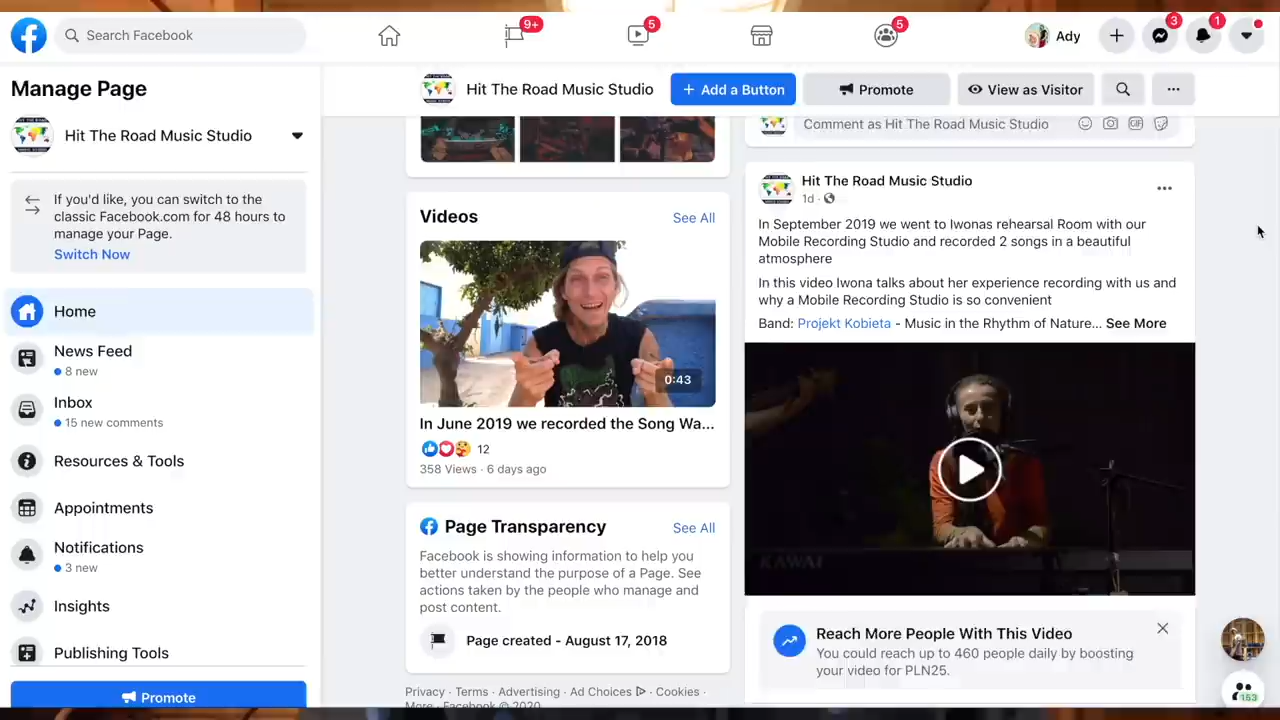 Search Facebook
9+
5
5
Ady
3
1
Manage Page
Hit The Road Music Studio
If you'd like, you can switch to the
classic Facebook.com for 48 hours to
manage your Page.
Switch Now
Home
News Feed
8 new
Inbox
15 new comments
Resources & Tools
Appointments
Notifications
3 new
Insights
Publishing Tools
Promote
Hit The Road Music Studio
+ Add a Button
Promote
View as Visitor
Videos
See All
0:43
In June 2019 we recorded the Song Wa...
12
358 Views · 6 days ago
Page Transparency
See All
Facebook is showing information to help you
better understand the purpose of a Page. See
actions taken by the people who manage and
post content.
Page created - August 17, 2018
Privacy · Terms · Advertising · Ad Choices · Cookies ·
More · Facebook © 2020
Comment as Hit The Road Music Studio
GIF
Hit The Road Music Studio
1d ·
In September 2019 we went to Iwonas rehearsal Room with our
Mobile Recording Studio and recorded 2 songs in a beautiful
atmosphere
In this video Iwona talks about her experience recording with us and
why a Mobile Recording Studio is so convenient
Band: Projekt Kobieta - Music in the Rhythm of Nature... See More
KAWAI
Reach More People With This Video
You could reach up to 460 people daily by boosting
your video for PLN25.
153